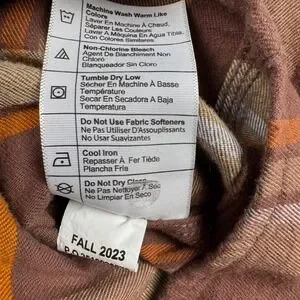 Machine Wash Warm Like
Colors
Laver En Machine À Chaud,
Séparer Les Couleurs
Lavar A Máquina En Agua Tibia,
Con Colores Similares
Non-Chlorine Bleach
Agent De Blanchiment Non
Chloré
Blanqueador Sin Cloro
Tumble Dry Low
Sécher En Machine À Basse
Température
Secar En Secadora A Baja
Temperatura
Do Not Use Fabric Softeners
Ne Pas Utiliser D'Assouplissants
No Usar Suavizantes
Cool Iron
Repasser À Fer Tiède
Plancha Tibia
Do Not Dry Clean
Ne Pas Nettoyer À Sec
No Limpiar En Seco
FALL 2023